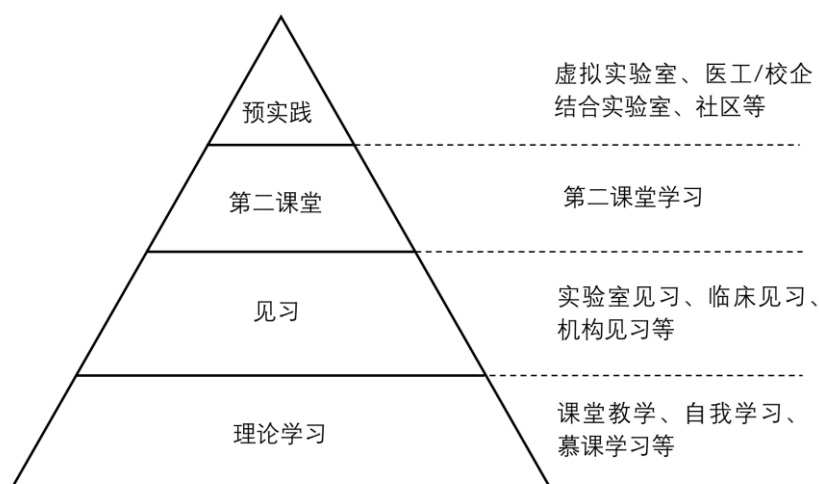 预实践
虚拟实验室、医工/校企
结合实验室、社区等
第二课堂
第二课堂学习
见习
实验室见习、临床见习、
机构见习等
理论学习
课堂教学、自我学习、
慕课学习等